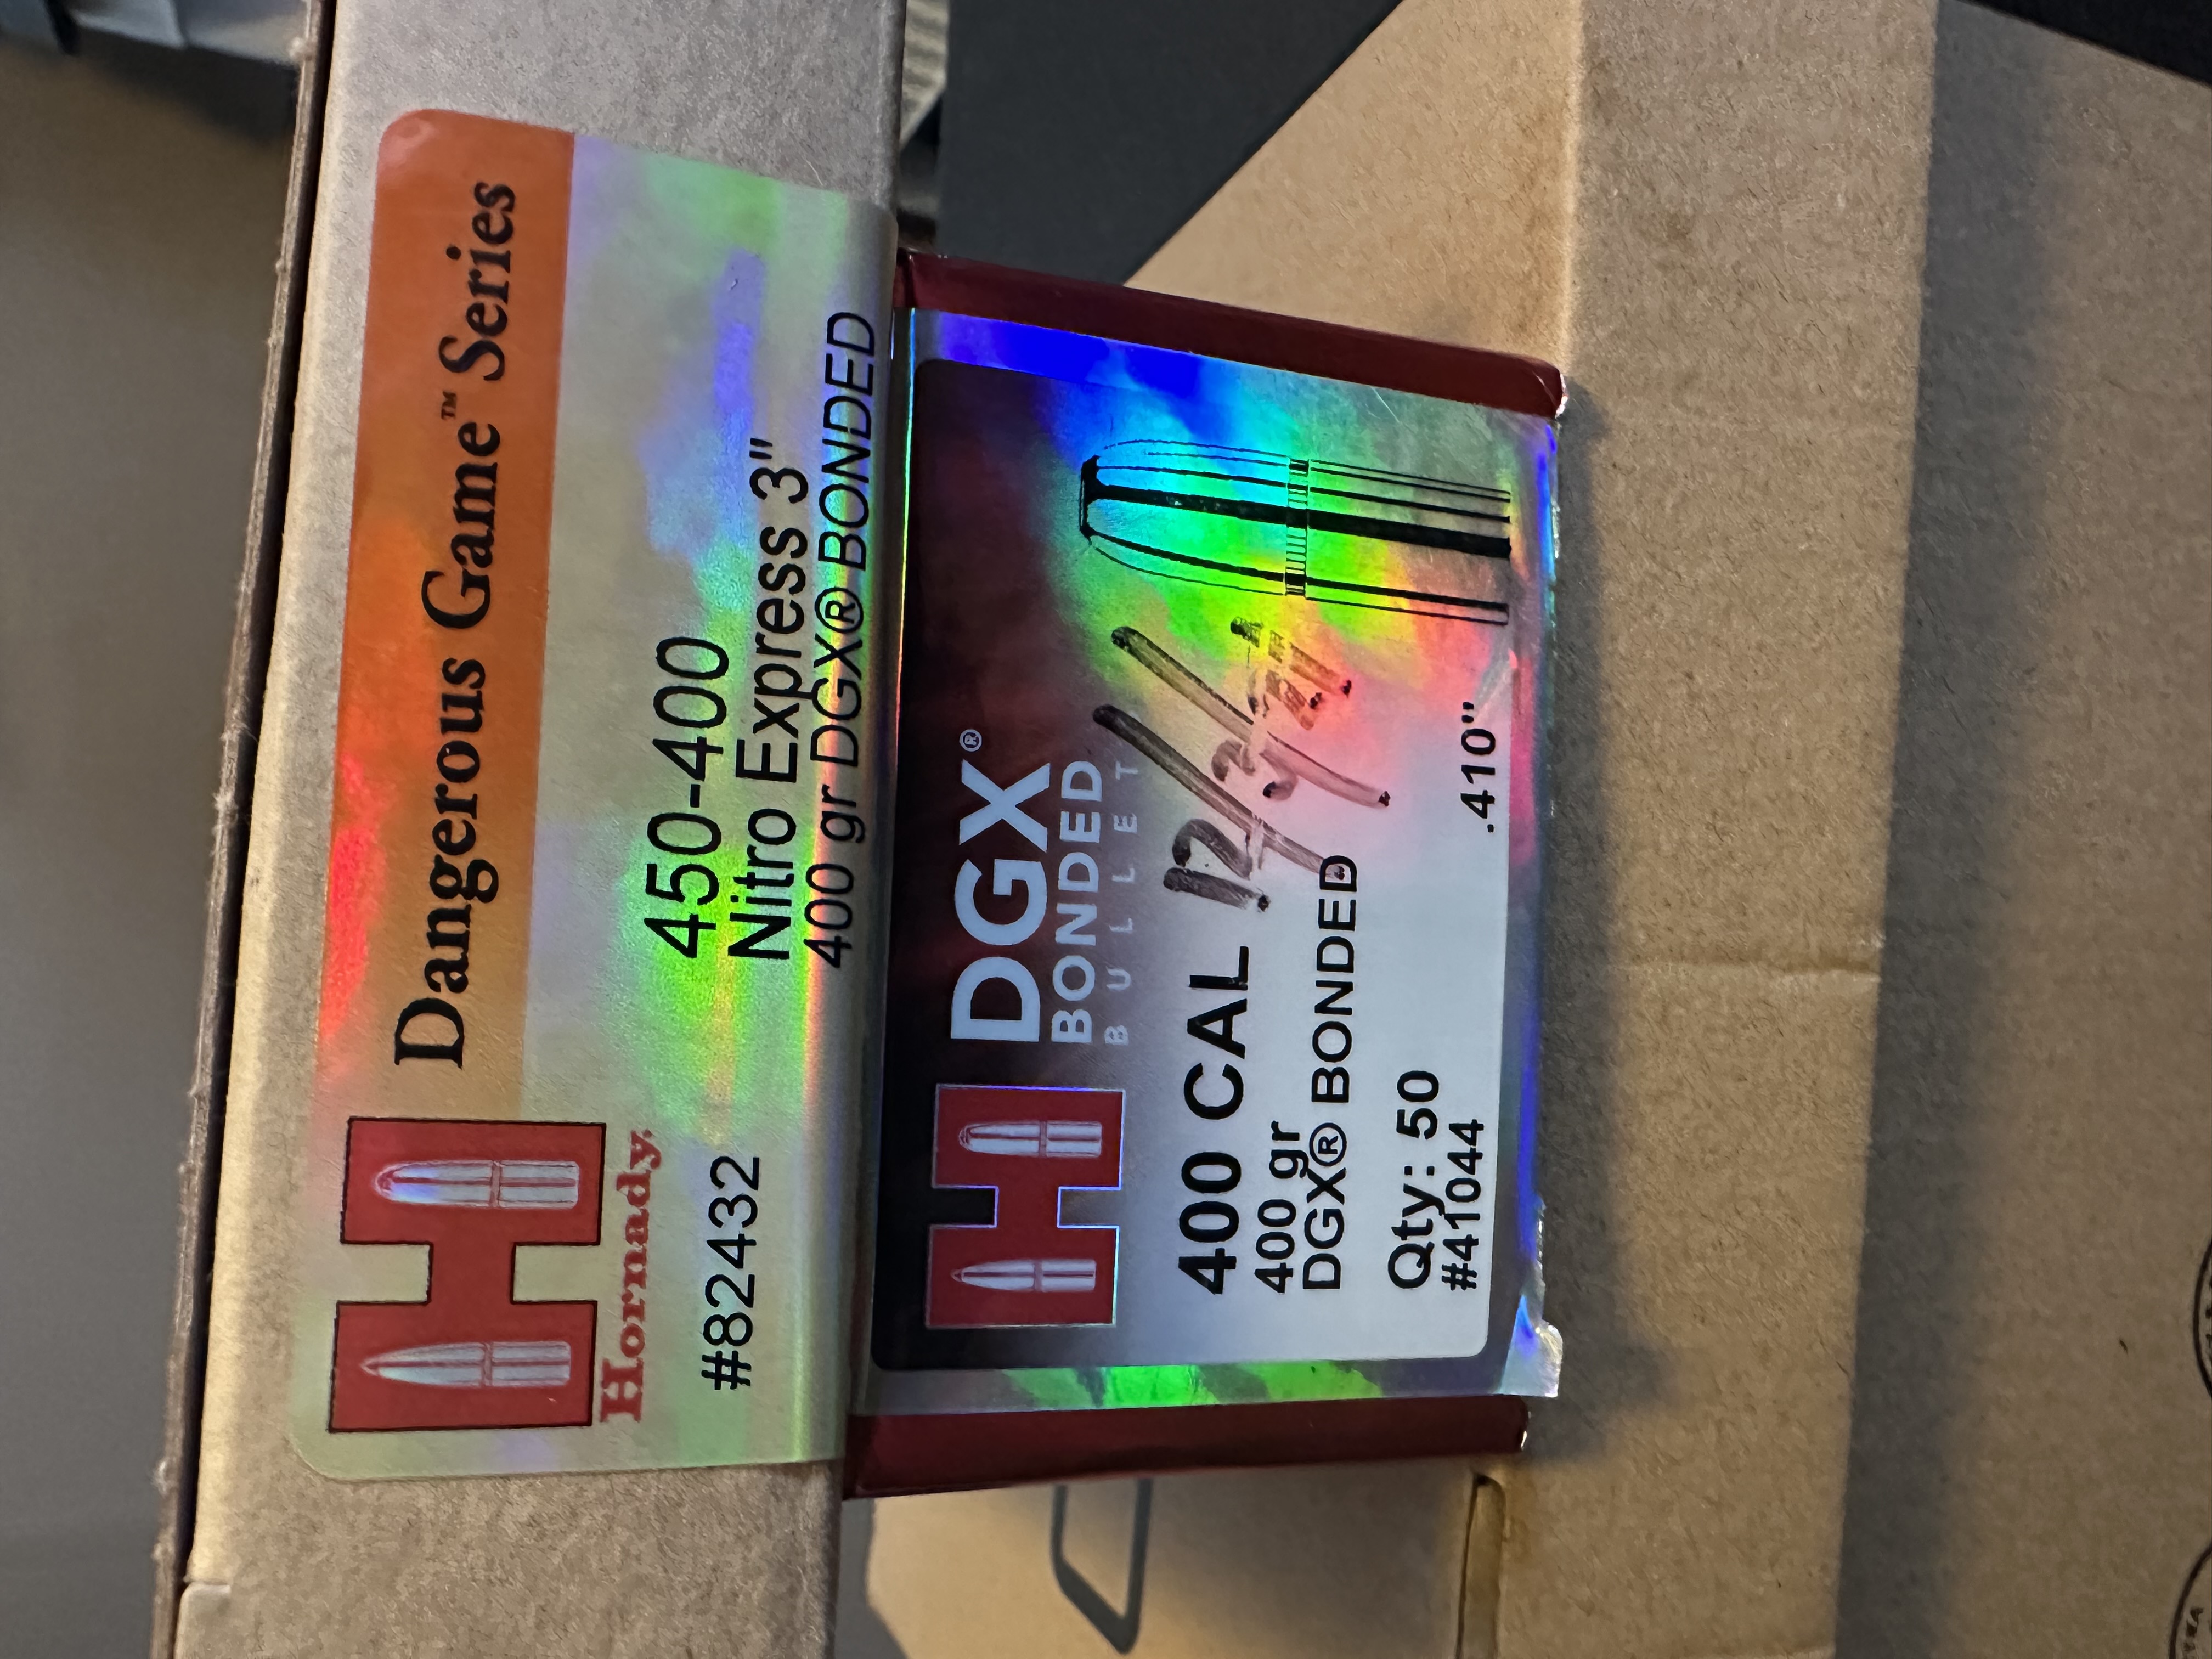 Dangerous Game™ Series
Hornady®
#82432
450-400
Nitro Express 3"
400 gr DGX® BONDED
DGX®
BONDED
BULLET
400 CAL
400 gr
DGX® BONDED
Qty: 50
#41044
.410"